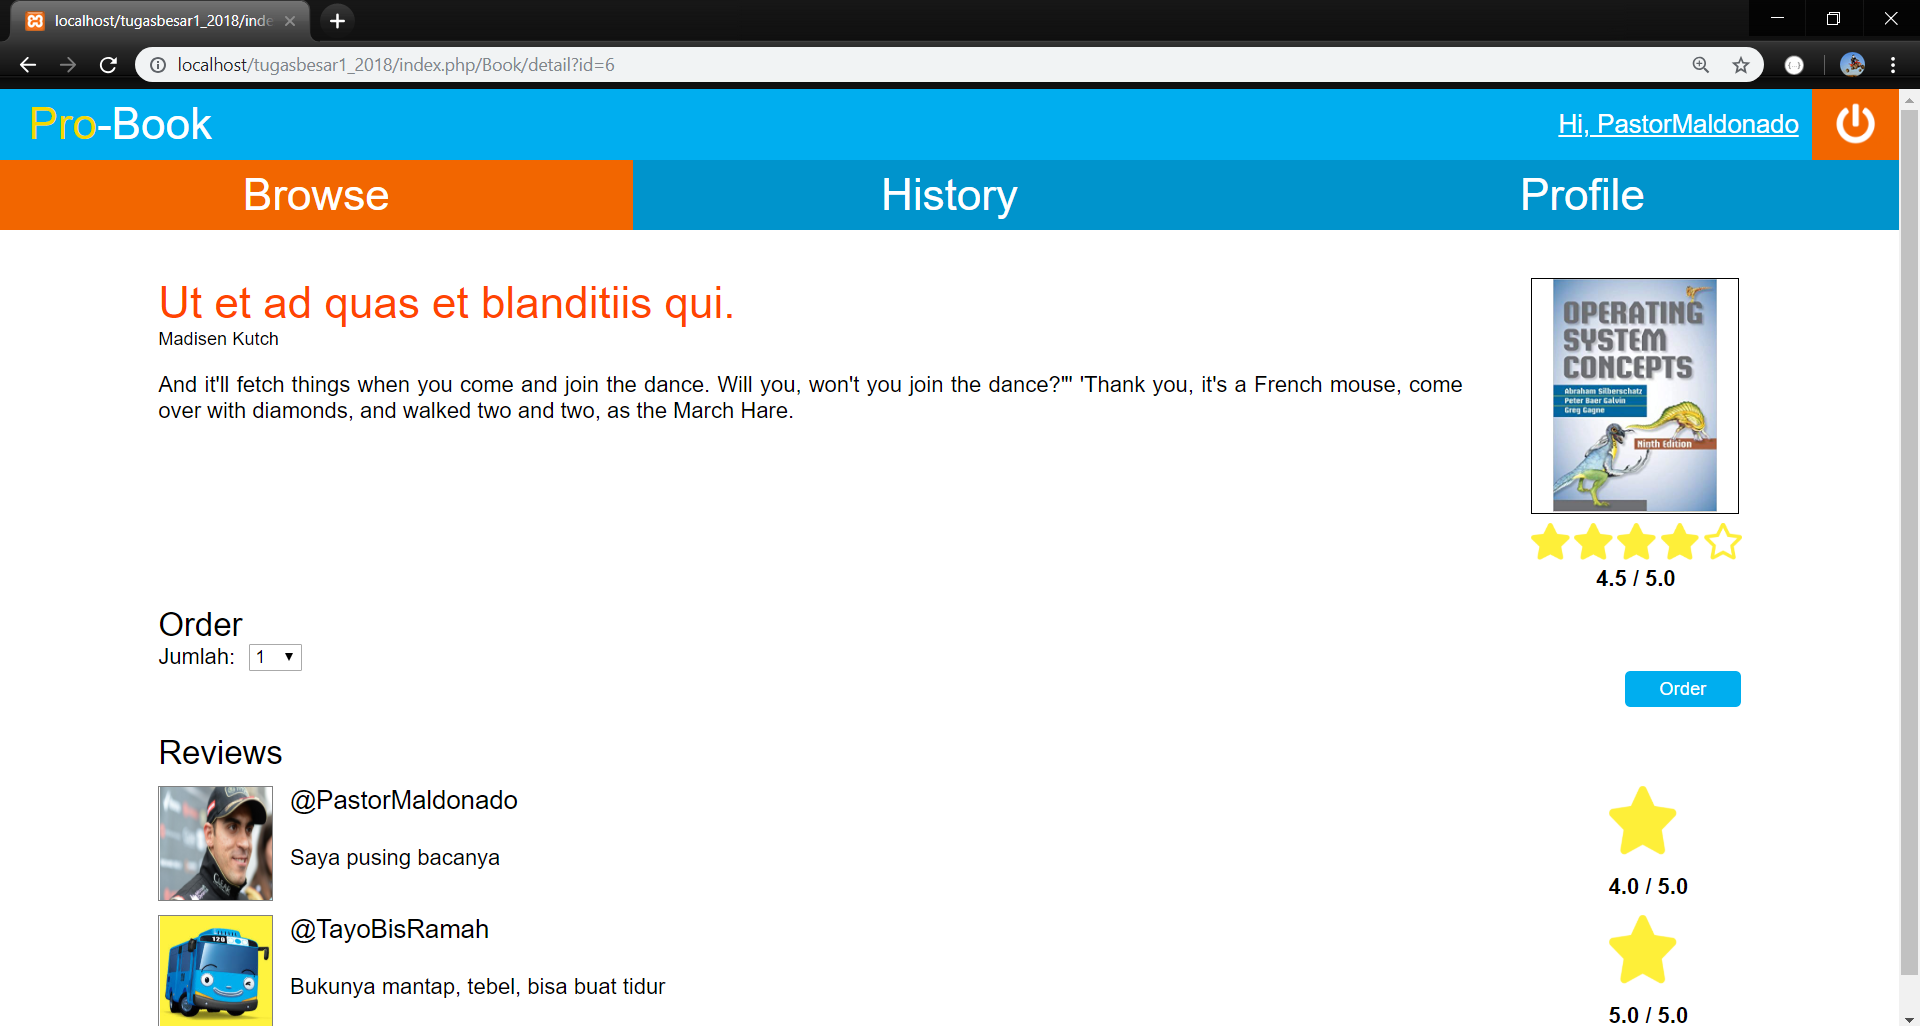 localhost/tugasbesar1_2018/inde
localhost/tugasbesar1_2018/index.php/Book/detail?id=6
Pro-Book
Hi, PastorMaldonado
Browse
History
Profile
Ut et ad quas et blanditiis qui.
Madisen Kutch
And it'll fetch things when you come and join the dance. Will you, won't you join the dance?"' 'Thank you, it's a French mouse, come
over with diamonds, and walked two and two, as the March Hare.
OPERATING
SYSTEM
CONCEPTS
Abraham Silberschatz
Peter Baer Galvin
Greg Gagne
Ninth Edition
4.5 / 5.0
Order
Jumlah:
1
Order
Reviews
@PastorMaldonado
Saya pusing bacanya
4.0 / 5.0
@TayoBisRamah
120
Bukunya mantap, tebel, bisa buat tidur
5.0 / 5.0